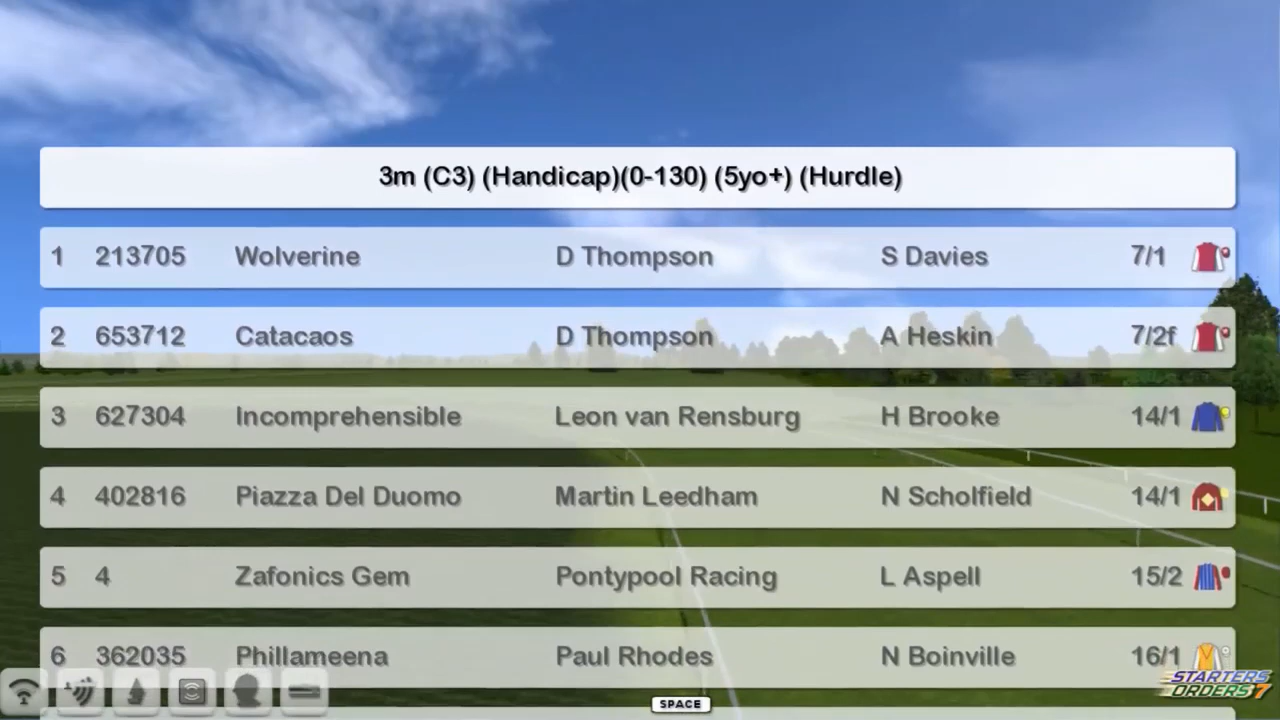 3m (C3) (Handicap)(0-130) (5yo+) (Hurdle)
1 213705 Wolverine D Thompson S Davies 7/1
2 653712 Catacaos D Thompson A Heskin 7/2f
3 627304 Incomprehensible Leon van Rensburg H Brooke 14/1
4 402816 Piazza Del Duomo Martin Leedham N Scholfield 14/1
5 4 Zafonics Gem Pontypool Racing L Aspell 15/2
6 362035 Phillameena Paul Rhodes N Boinville 16/1
STARTERS
ORDERS 7
SPACE